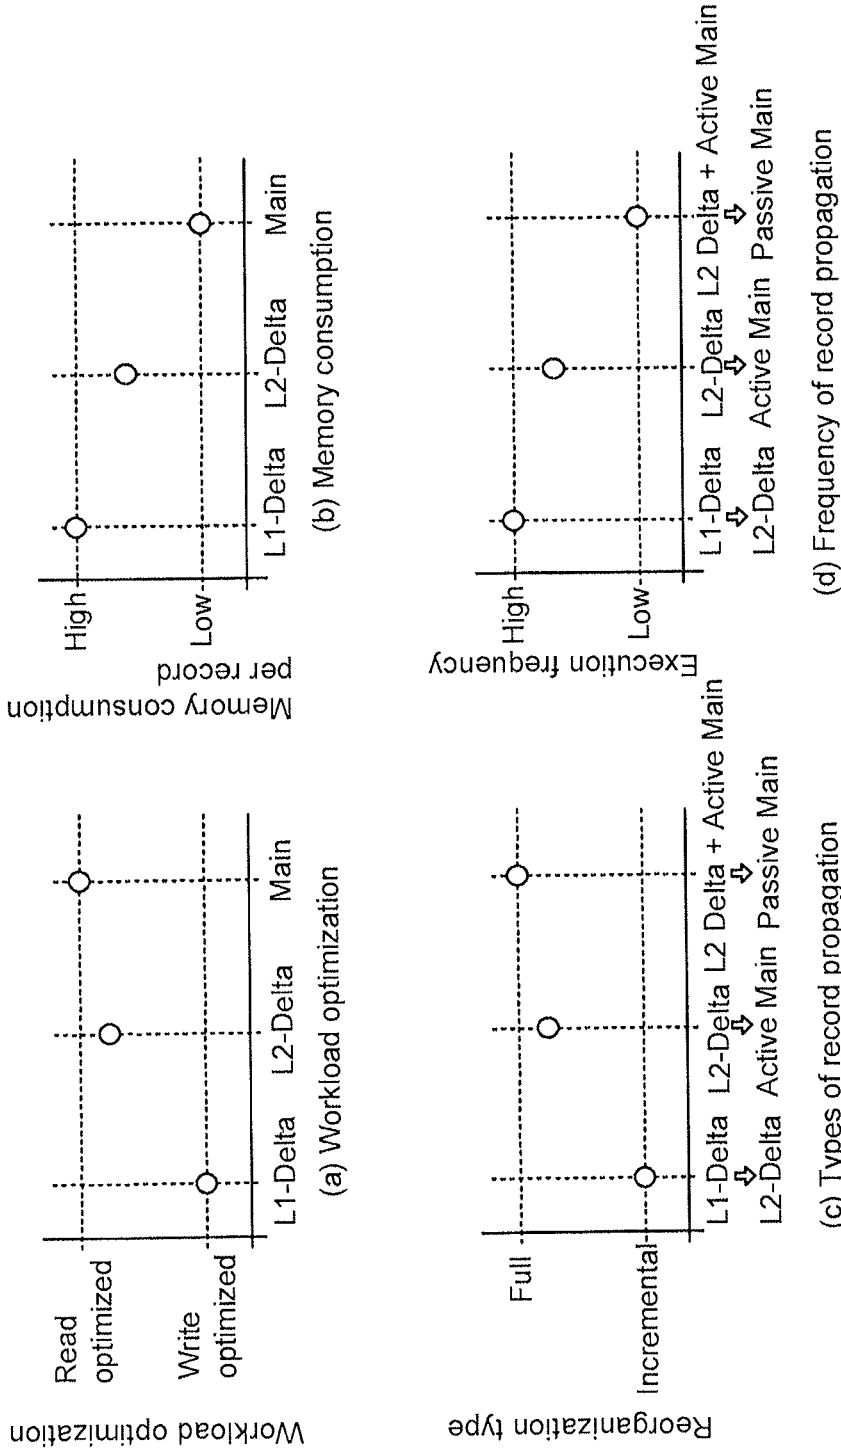 Workload optimization
Read
optimized
Write
optimized
L1-Delta L2-Delta Main
(a) Workload optimization
Memory consumption
per record
High
Low
L1-Delta L2-Delta Main
(b) Memory consumption
Reorganization type
Full
Incremental
L1-Delta L2-Delta L2 Delta + Active Main
L2-Delta Active Main Passive Main
(c) Types of record propagation
Execution frequency
High
Low
L1-Delta L2-Delta L2 Delta + Active Main
L2-Delta Active Main Passive Main
(d) Frequency of record propagation